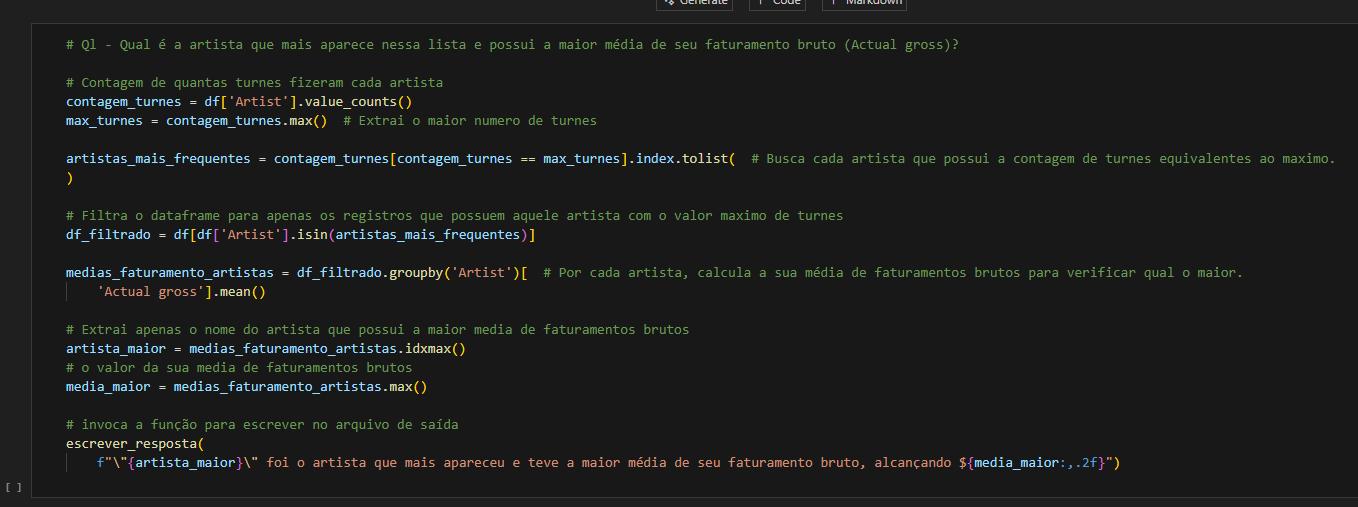 Generate Code Markdown
# Ql - Qual é a artista que mais aparece nessa lista e possui a maior média de seu faturamento bruto (Actual gross)?
# Contagem de quantas turnes fizeram cada artista
contagem_turnes = df['Artist'].value_counts()
max_turnes = contagem_turnes.max()  # Extrai o maior numero de turnes
artistas_mais_frequentes = contagem_turnes[contagem_turnes == max_turnes].index.tolist(  # Busca cada artista que possui a contagem de turnes equivalentes ao maximo.
)
# Filtra o dataframe para apenas os registros que possuem aquele artista com o valor maximo de turnes
df_filtrado = df[df['Artist'].isin(artistas_mais_frequentes)]
medias_faturamento_artistas = df_filtrado.groupby('Artist')[  # Por cada artista, calcula a sua média de faturamentos brutos para verificar qual o maior.
    'Actual gross'].mean()
# Extrai apenas o nome do artista que possui a maior media de faturamentos brutos
artista_maior = medias_faturamento_artistas.idxmax()
# o valor da sua media de faturamentos brutos
media_maior = medias_faturamento_artistas.max()
# invoca a função para escrever no arquivo de saída
escrever_resposta(
    f"\"{artista_maior}\" foi o artista que mais apareceu e teve a maior média de seu faturamento bruto, alcançando ${media_maior:,.2f}")
[ ]